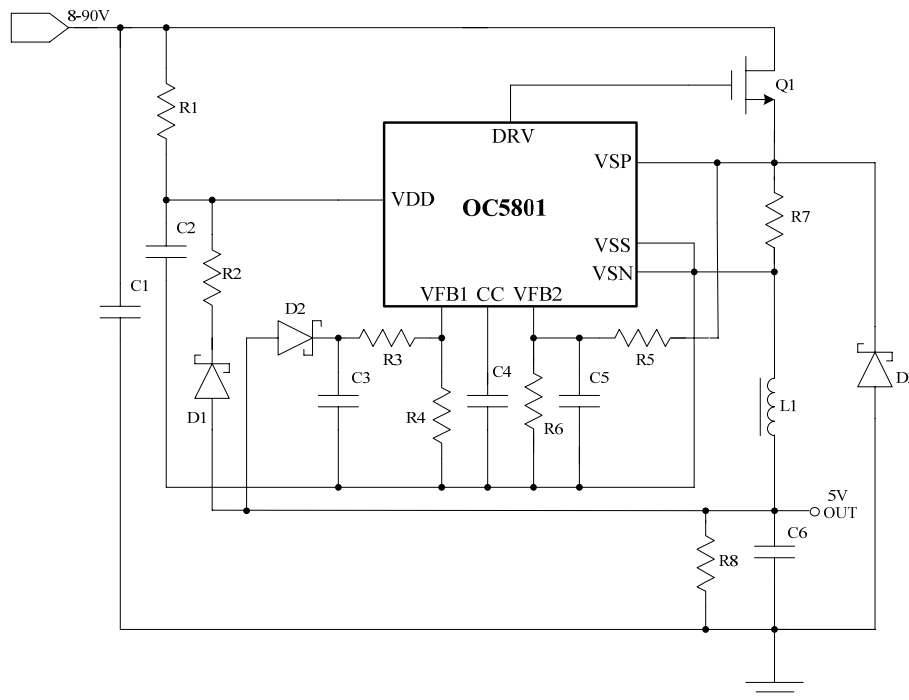 8-90V
Q1
R1
DRV
VSP
VDD
OC5801
R7
C2
VSS
R2
VSN
C1
D2
VFB1 CC VFB2
R3
R5
C3
C4
C5
D
D1
R4
R6
L1
5V
OUT
C6
R8